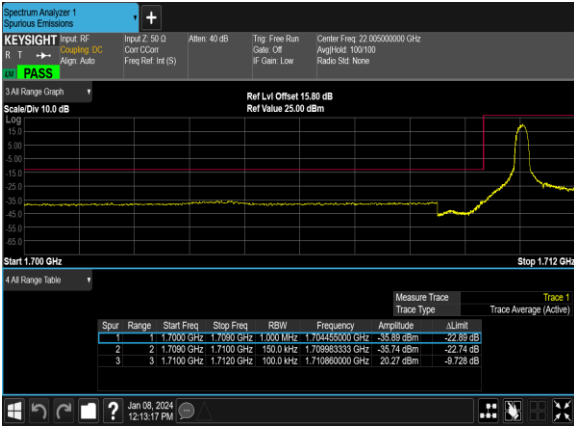 Spectrum Analyzer 1
Spurious Emissions
+
KEYSIGHT Input: RF Input Z: 50 Ω Atten: 40 dB Trig: Free Run Center Freq: 22.005000000 GHz
R T Coupling: DC Corr CCorr Gate: Off Avg|Hold: 100/100
Align: Auto Freq Ref: Int (S) IF Gain: Low Radio Std: None
LW PASS
3 All Range Graph
Ref Lvl Offset 15.80 dB
Scale/Div 10.0 dB Ref Value 25.00 dBm
Log
15.0
5.00
-5.00
-15.0
-25.0
-35.0
-45.0
-55.0
-65.0
Start 1.700 GHz Stop 1.712 GHz
4 All Range Table
Measure Trace Trace 1
Trace Type Trace Average (Active)
Spur Range Start Freq Stop Freq RBW Frequency Amplitude ΔLimit
1 1 1.7000 GHz 1.7090 GHz 1.000 MHz 1.704455000 GHz -35.89 dBm -22.89 dB
2 2 1.7090 GHz 1.7100 GHz 150.0 kHz 1.709983333 GHz -35.74 dBm -22.74 dB
3 3 1.7100 GHz 1.7120 GHz 100.0 kHz 1.710860000 GHz 20.27 dBm -9.728 dB
? Jan 08, 2024
12:13:17 PM